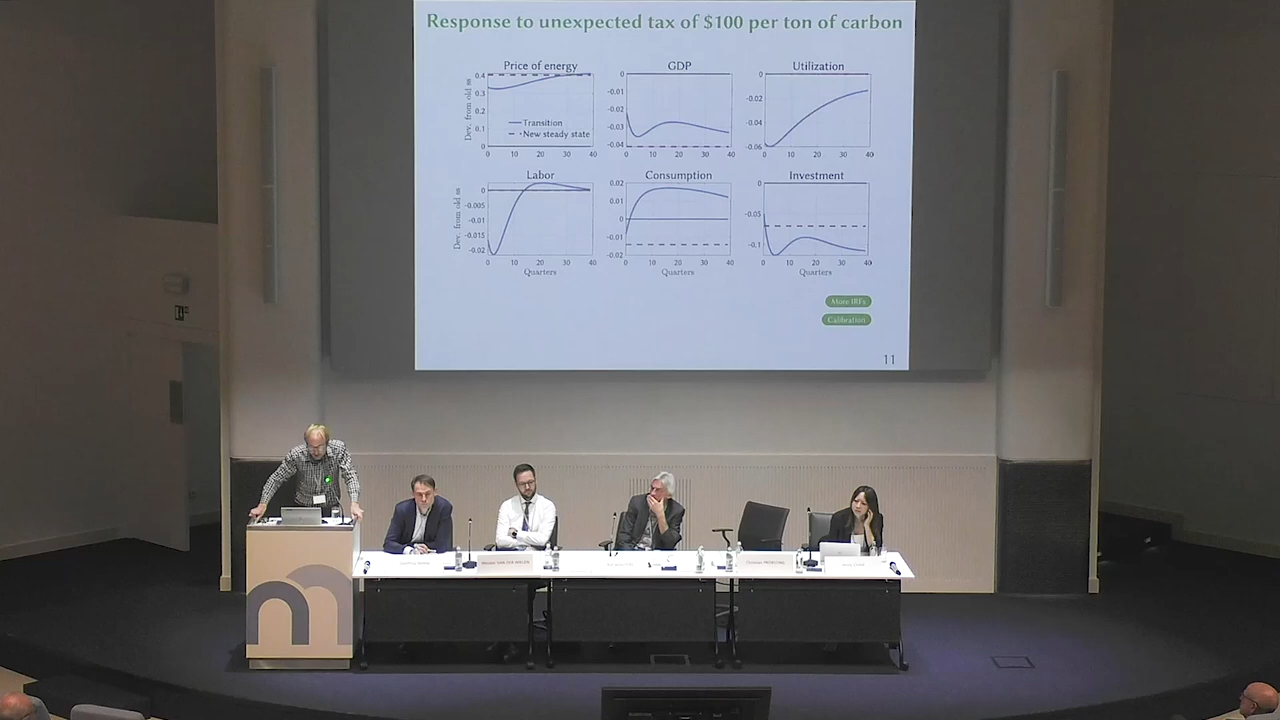 Response to unexpected tax of $100 per ton of carbon
Price of energy
GDP
Utilization
Dev. from old ss
0.4
0.3
0.2
0.1
0
Transition
New steady state
0 10 20 30 40
0
-0.01
-0.02
-0.03
-0.04
0 10 20 30 40
0
-0.02
-0.04
-0.06
0 10 20 30 40
Labor
Consumption
Investment
Dev. from old ss
0
-0.005
-0.01
-0.015
-0.02
0 10 20 30 40
Quarters
0.02
0.01
0
-0.01
-0.02
0 10 20 30 40
Quarters
0
-0.05
-0.1
0 10 20 30 40
Quarters
More IRFs
Calibration
11